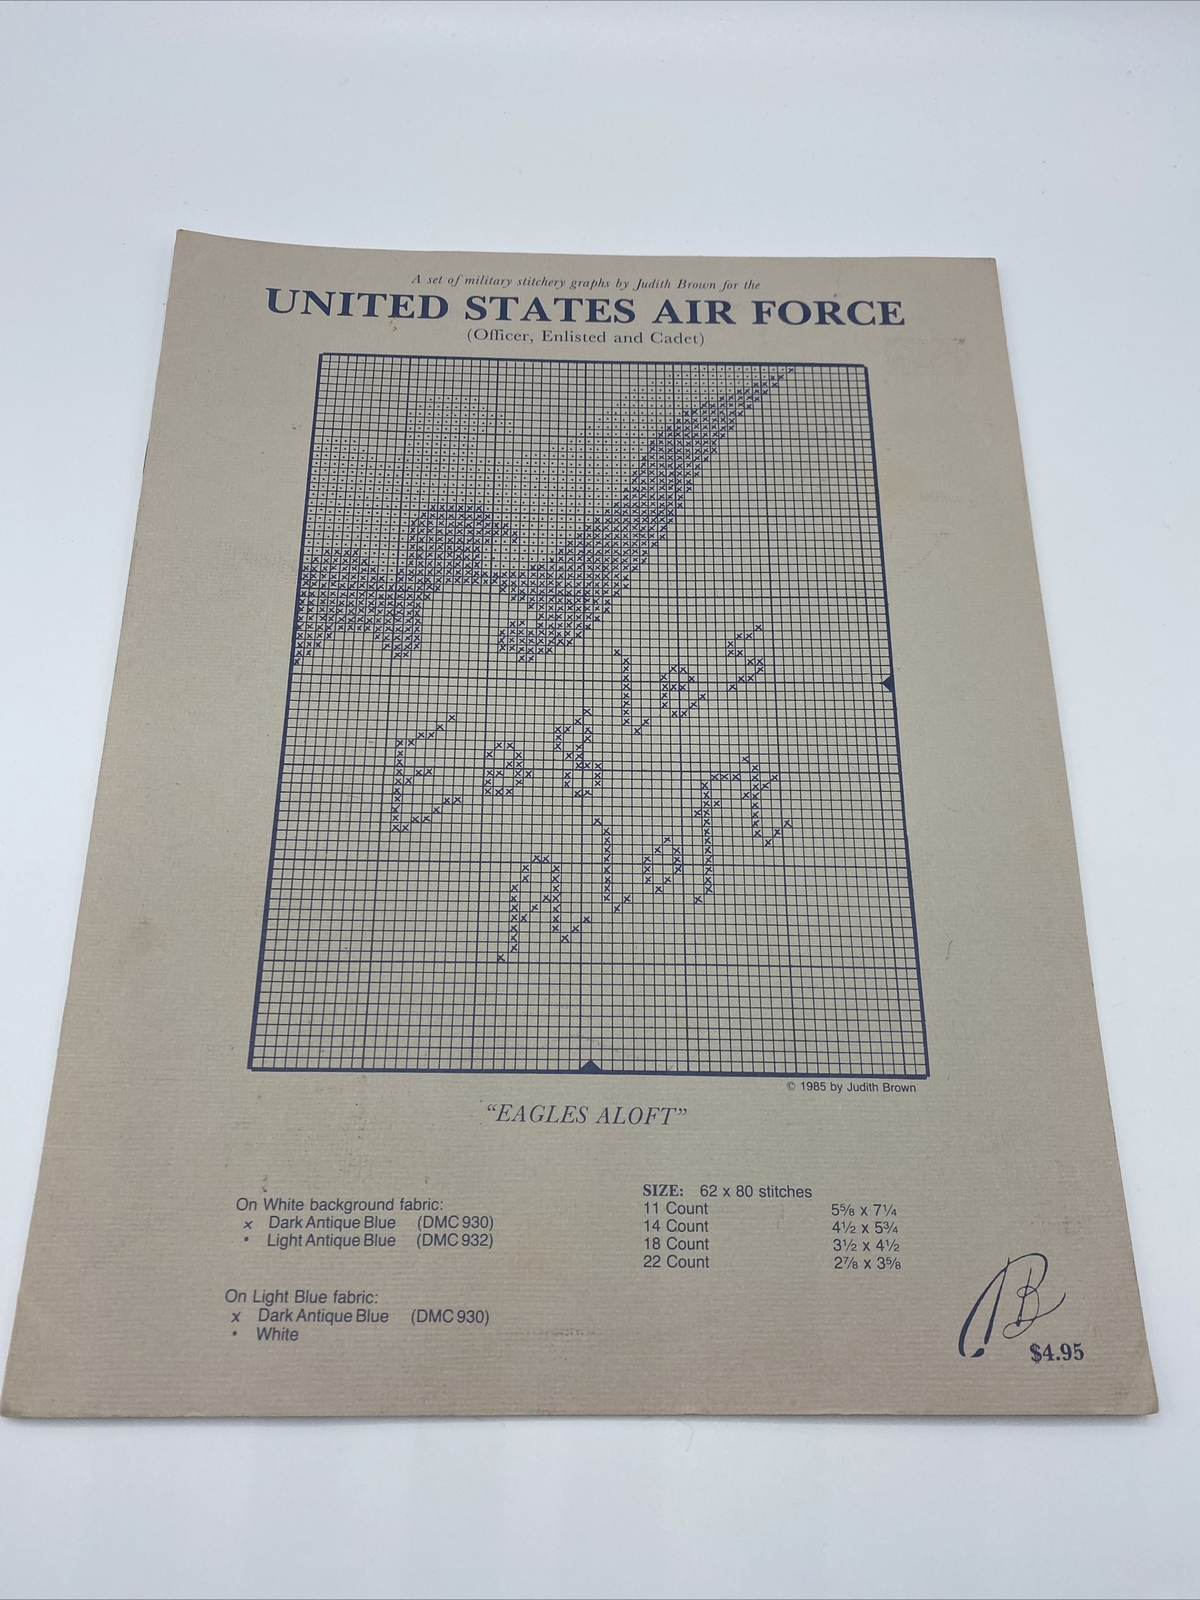 A set of military stitchery graphs by Judith Brown for the
UNITED STATES AIR FORCE
(Officer, Enlisted and Cadet)
Eagles
Aloft
© 1985 by Judith Brown
“EAGLES ALOFT”
On White background fabric:
x Dark Antique Blue (DMC 930)
• Light Antique Blue (DMC 932)
On Light Blue fabric:
x Dark Antique Blue (DMC 930)
• White
SIZE: 62 x 80 stitches
11 Count 5⅝ x 7¼
14 Count 4½ x 5¾
18 Count 3½ x 4½
22 Count 2⅞ x 3⅝
JB
$4.95